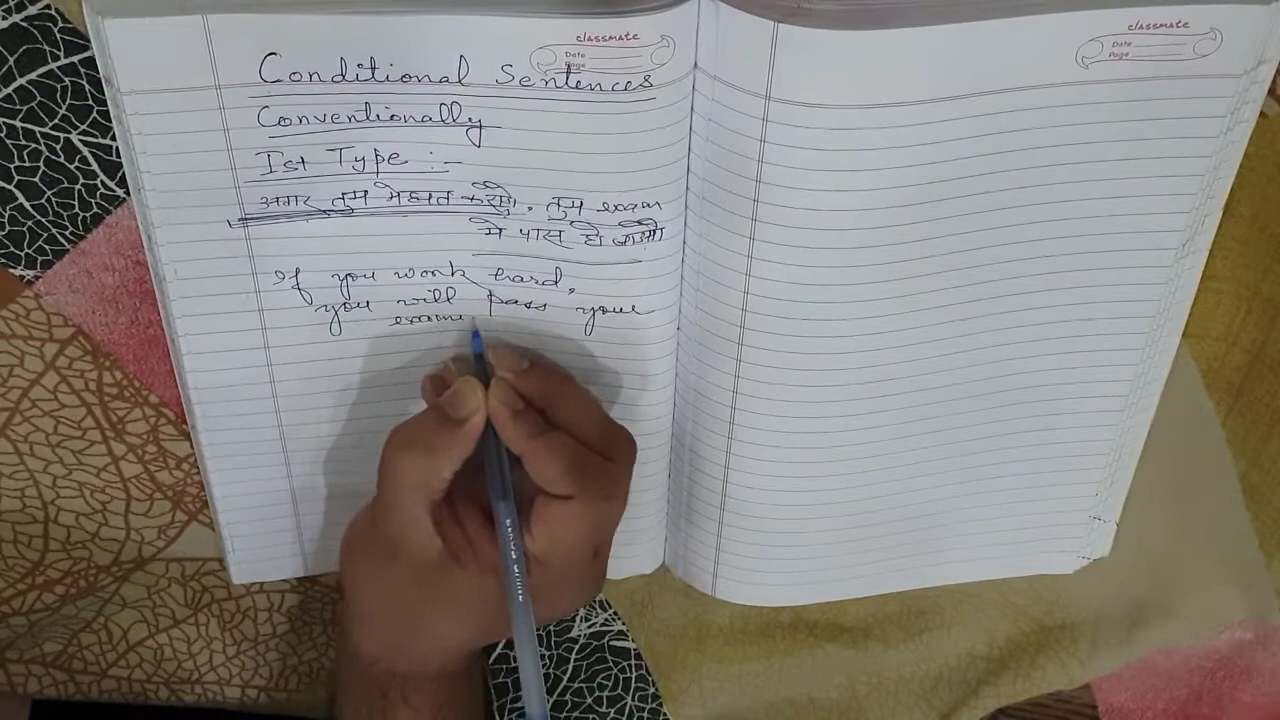 classmate
Date
Page
Conditional Sentences
Conventionally
Ist Type :-
अगर तुम मेहनत करोगे, तुम exam
मे पास हो जाओगे
If you work hard,
you will pass your
exam
classmate
Date
Page